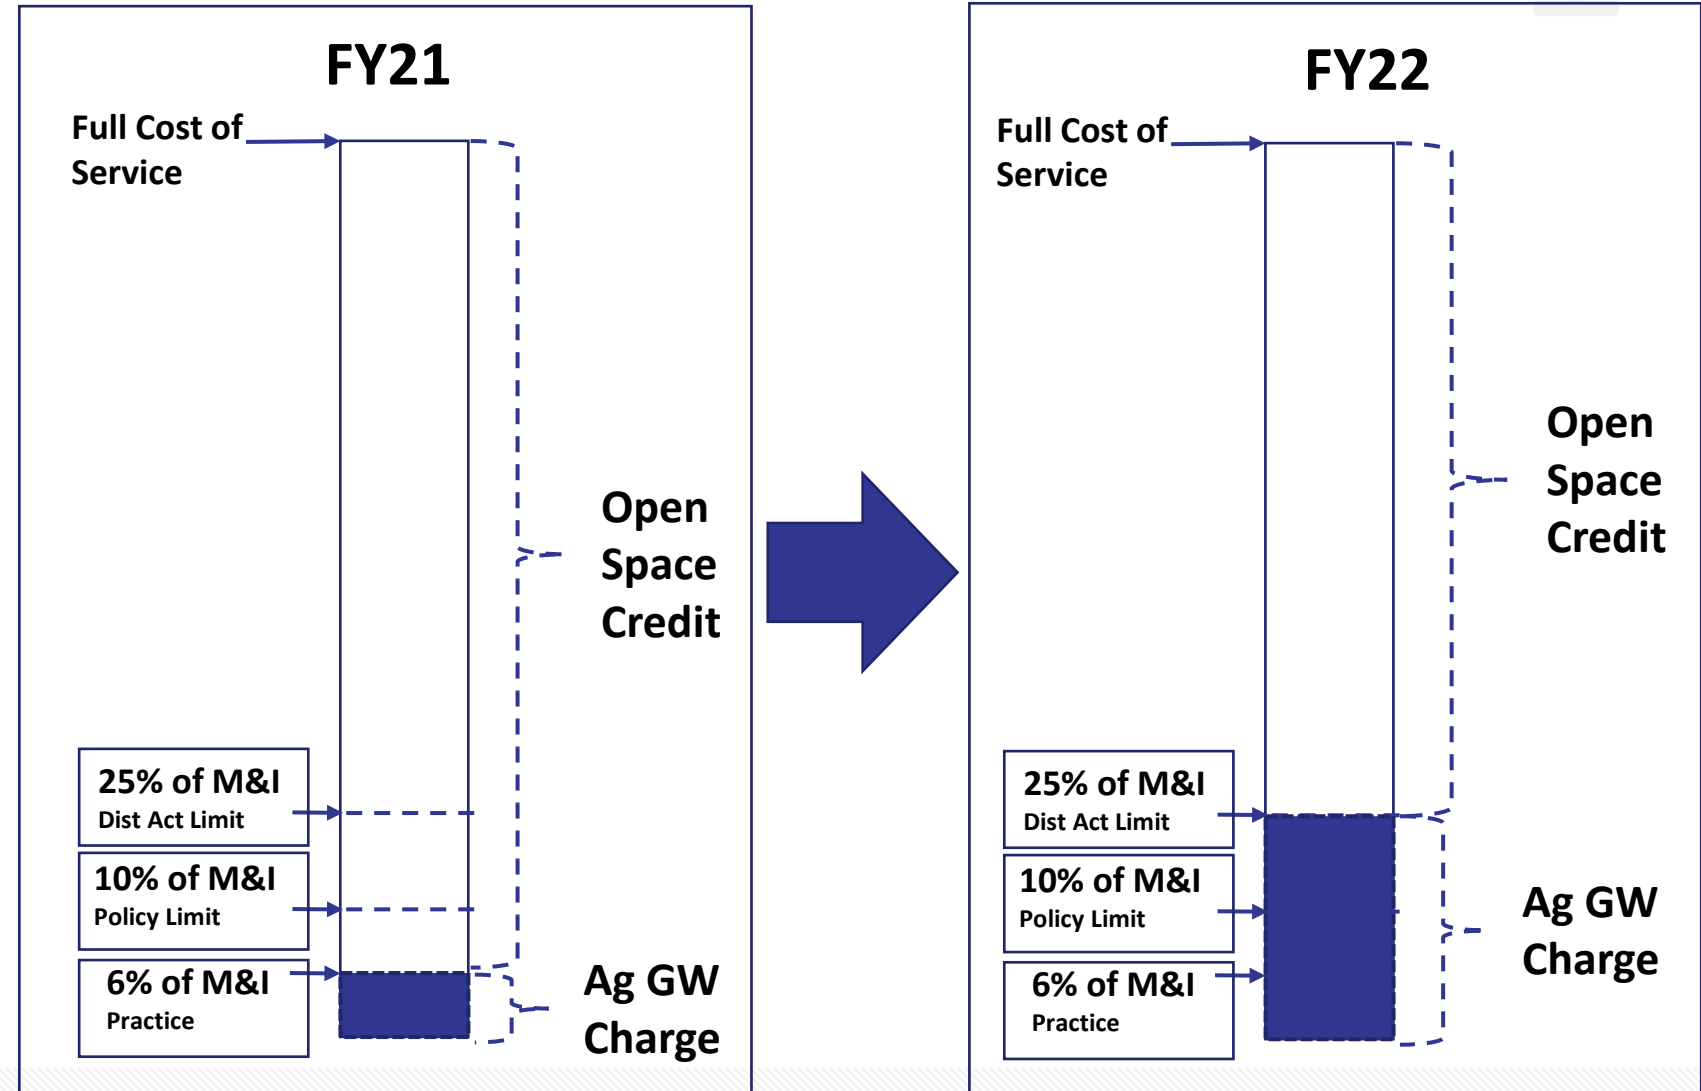 FY21
Full Cost of
Service
Open
Space
Credit
25% of M&I
Dist Act Limit
10% of M&I
Policy Limit
6% of M&I
Practice
Ag GW
Charge
FY22
Full Cost of
Service
Open
Space
Credit
25% of M&I
Dist Act Limit
10% of M&I
Policy Limit
6% of M&I
Practice
Ag GW
Charge